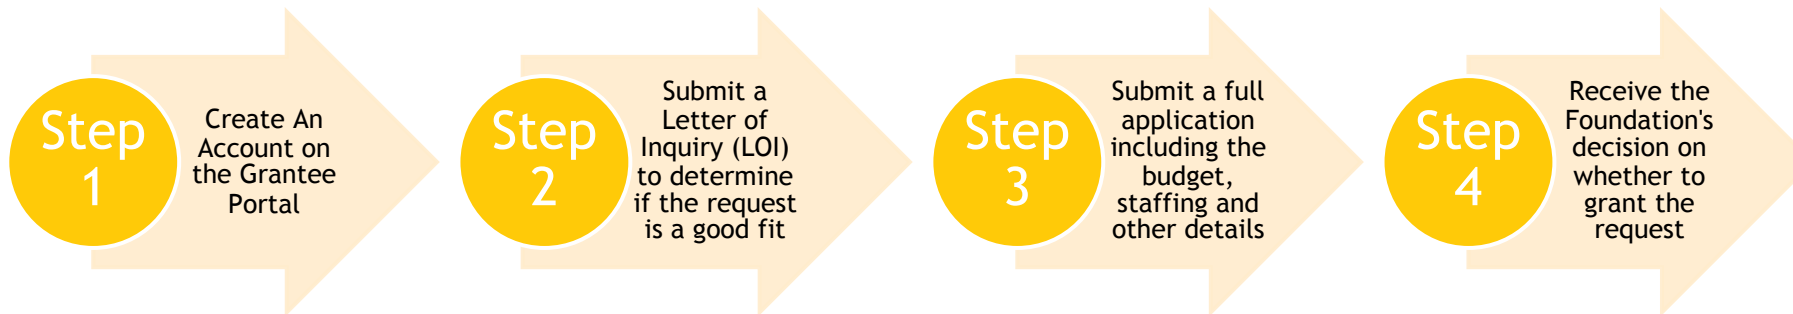 Step
1
Create An
Account on
the Grantee
Portal
Step
2
Submit a
Letter of
Inquiry (LOI)
to determine
if the request
is a good fit
Step
3
Submit a full
application
including the
budget,
staffing and
other details
Step
4
Receive the
Foundation's
decision on
whether to
grant the
request